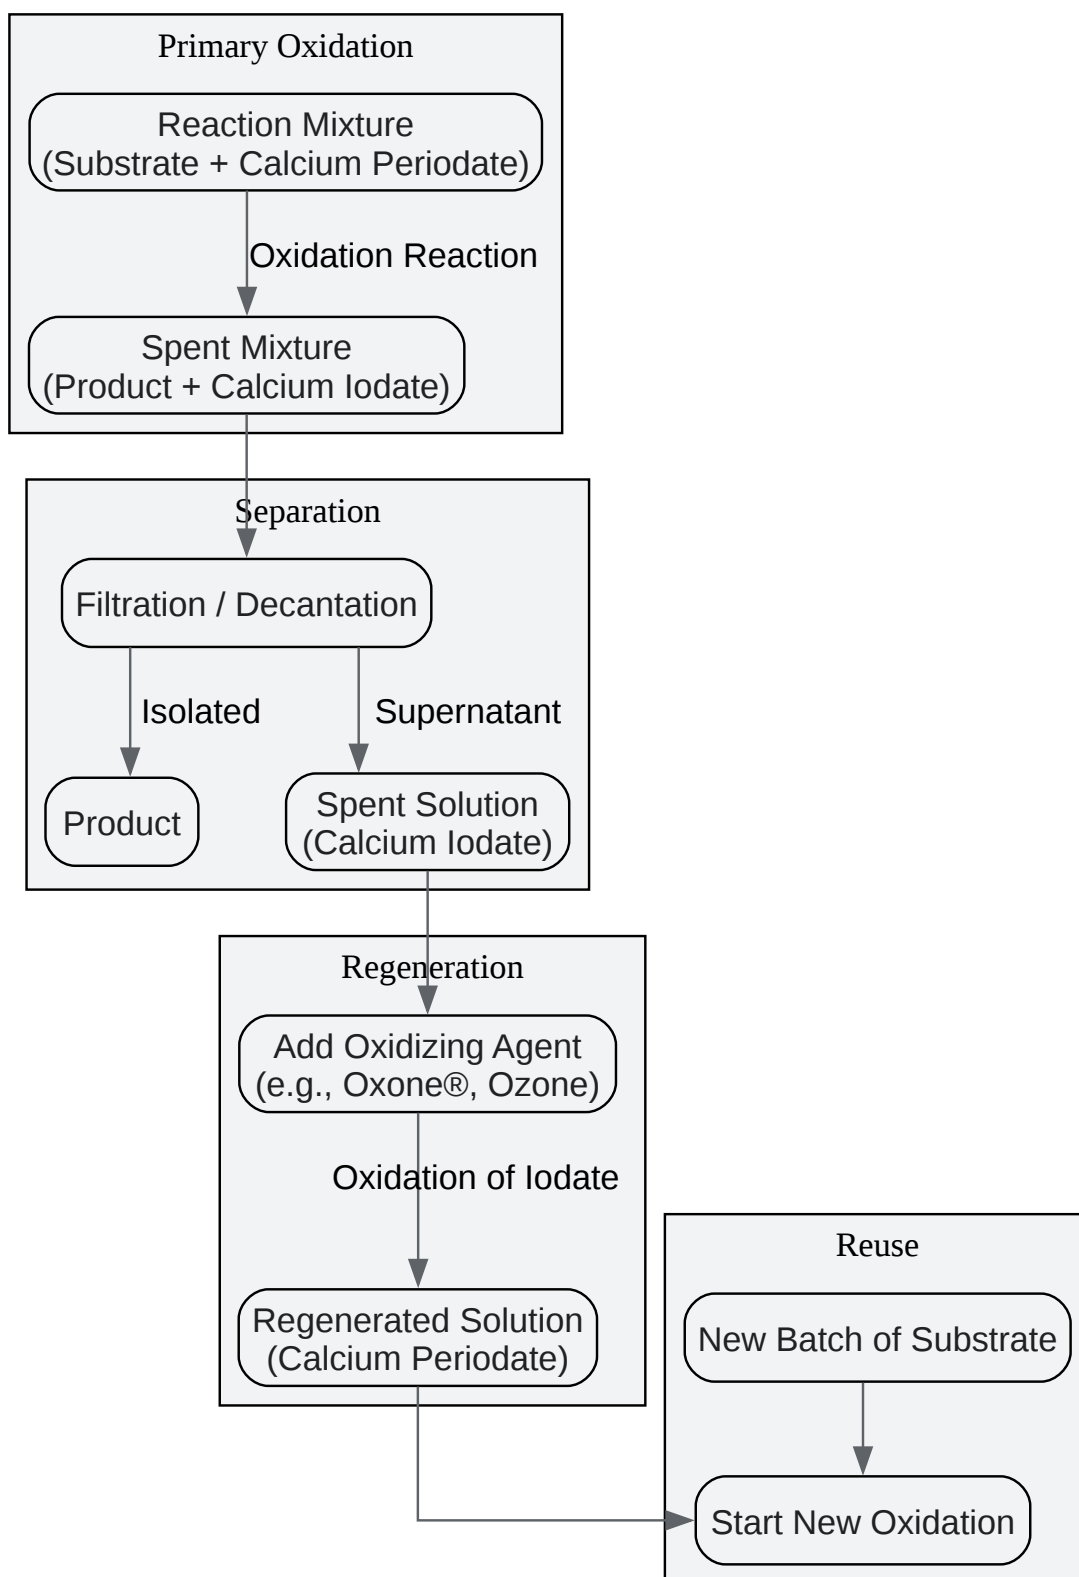 Primary Oxidation
Reaction Mixture
(Substrate + Calcium Periodate)
Oxidation Reaction
Spent Mixture
(Product + Calcium Iodate)
Separation
Filtration / Decantation
Isolated
Supernatant
Product
Spent Solution
(Calcium Iodate)
Regeneration
Add Oxidizing Agent
(e.g., Oxone®, Ozone)
Oxidation of Iodate
Regenerated Solution
(Calcium Periodate)
Reuse
New Batch of Substrate
Start New Oxidation